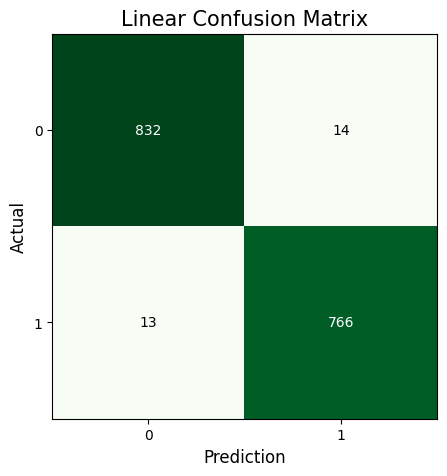 Linear Confusion Matrix
0
832
14
Actual
1
13
766
0
1
Prediction